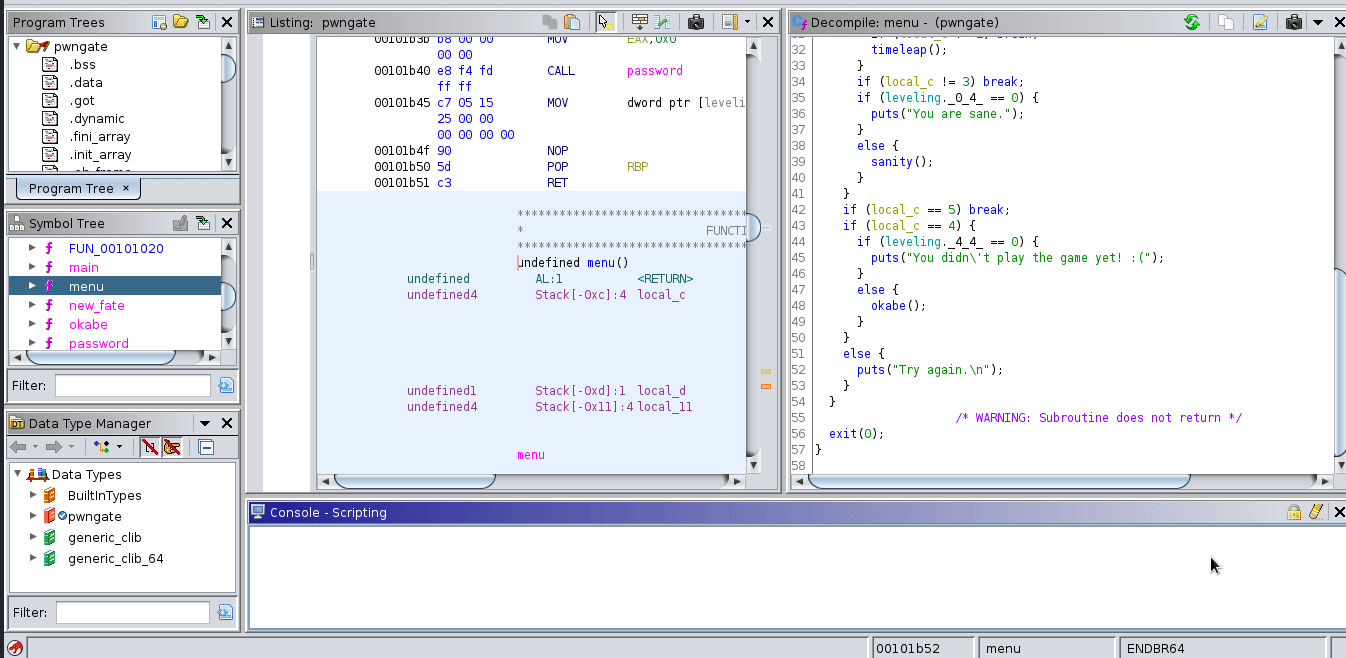 Program Trees
pwngate
.bss
.data
.got
.dynamic
.fini_array
.init_array
Program Tree ×
Symbol Tree
f FUN_00101020
f main
f menu
f new_fate
f okabe
f password
Filter:
Data Type Manager
Data Types
BuiltInTypes
pwngate
generic_clib
generic_clib_64
Filter:
Listing: pwngate
00101b3b b8 00 00 MOV EAX,0x0
00 00
00101b40 e8 f4 fd CALL password
ff ff
00101b45 c7 05 15 MOV dword ptr [leveli
25 00 00
00 00 00 00
00101b4f 90 NOP
00101b50 5d POP RBP
00101b51 c3 RET
*********************************
* FUNCTI
*********************************
undefined menu()
undefined AL:1 <RETURN>
undefined4 Stack[-0xc]:4 local_c
undefined1 Stack[-0xd]:1 local_d
undefined4 Stack[-0x11]:4 local_11
menu
Decompile: menu - (pwngate)
32 timeleap();
33 }
34 if (local_c != 3) break;
35 if (leveling._0_4_ == 0) {
36 puts("You are sane.");
37 }
38 else {
39 sanity();
40 }
41 }
42 if (local_c == 5) break;
43 if (local_c == 4) {
44 if (leveling._4_4_ == 0) {
45 puts("You didn\'t play the game yet! :(");
46 }
47 else {
48 okabe();
49 }
50 }
51 else {
52 puts("Try again.\n");
53 }
54 }
55 /* WARNING: Subroutine does not return */
56 exit(0);
57 }
58
Console - Scripting
00101b52 menu ENDBR64